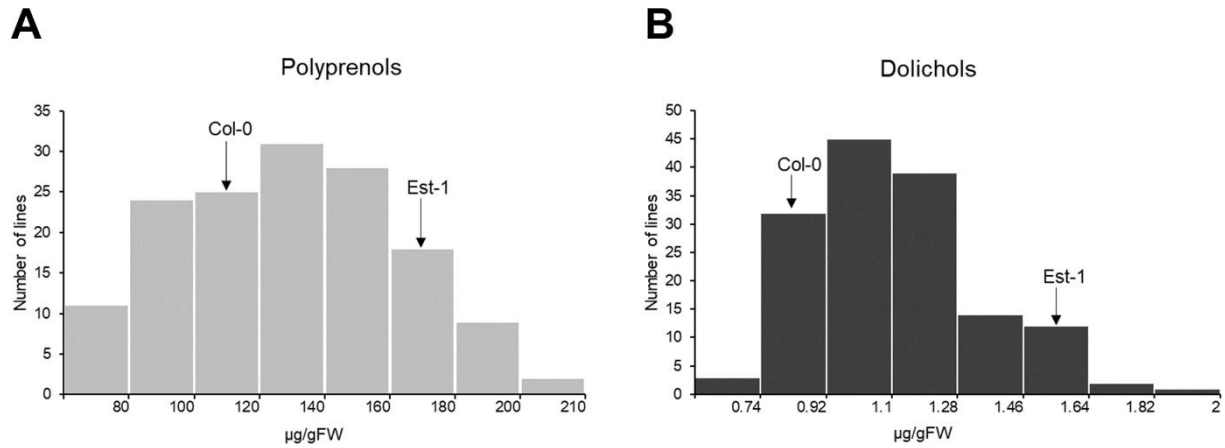 A
Polyprenols
Number of lines
35
30
25
20
15
10
5
0
Col-0
Est-1
80 100 120 140 160 180 200 210
µg/gFW
B
Dolichols
Number of lines
50
45
40
35
30
25
20
15
10
5
0
Col-0
Est-1
0.74 0.92 1.1 1.28 1.46 1.64 1.82 2
µg/gFW